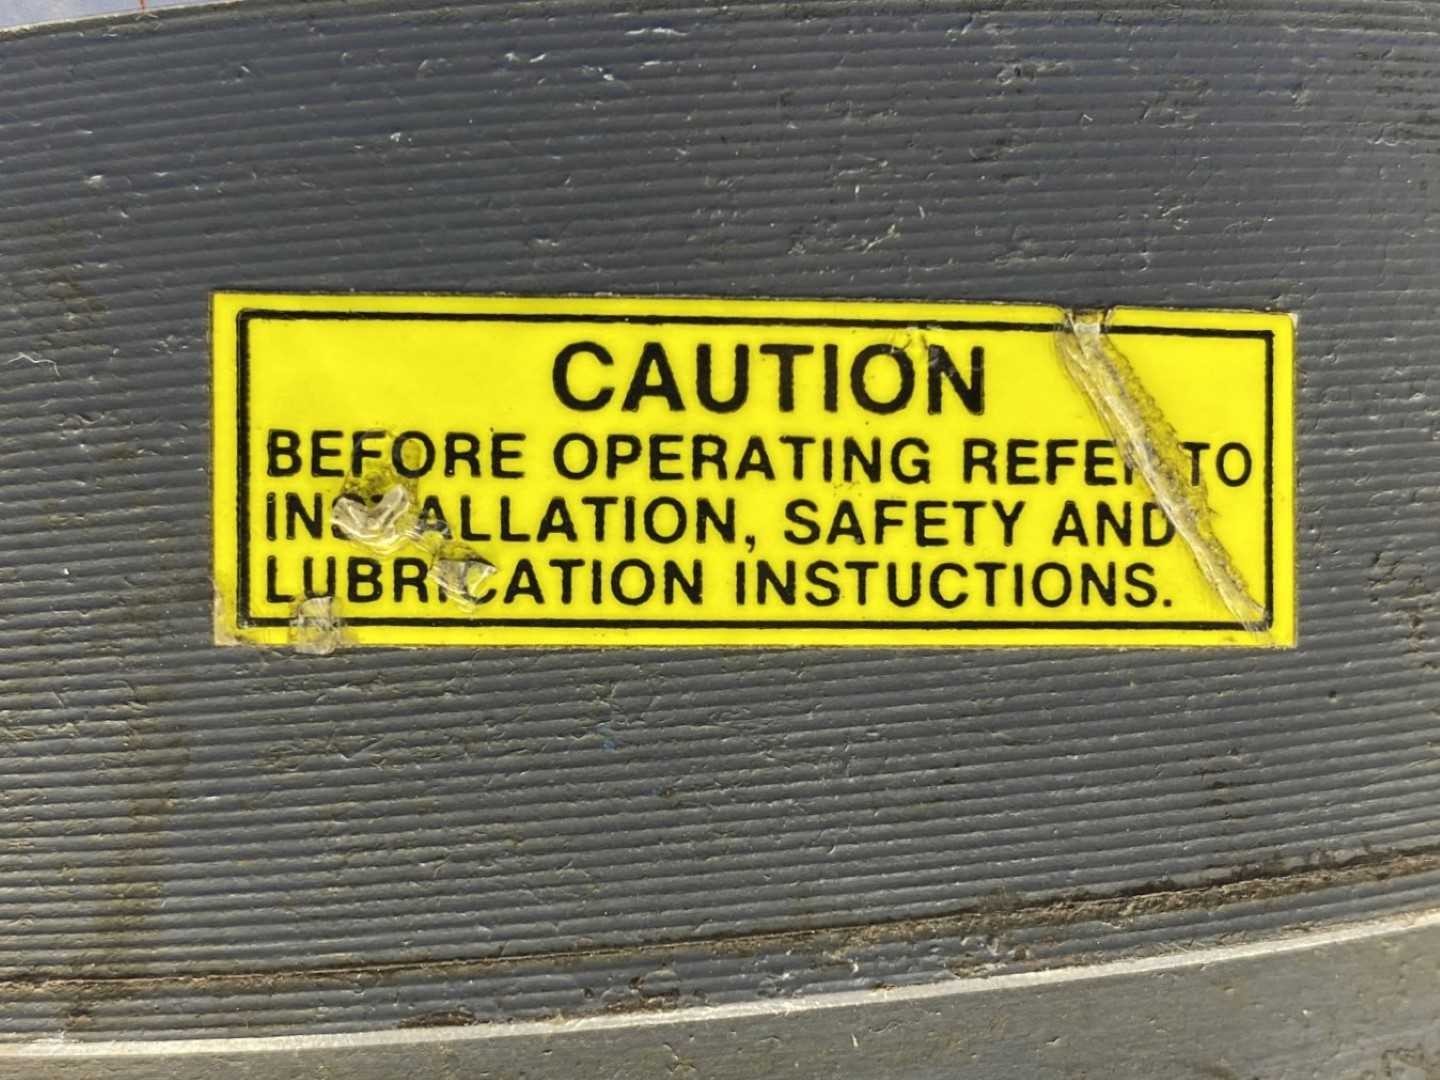 CAUTION
BEFORE OPERATING REFER TO
INSTALLATION, SAFETY AND
LUBRICATION INSTUCTIONS.